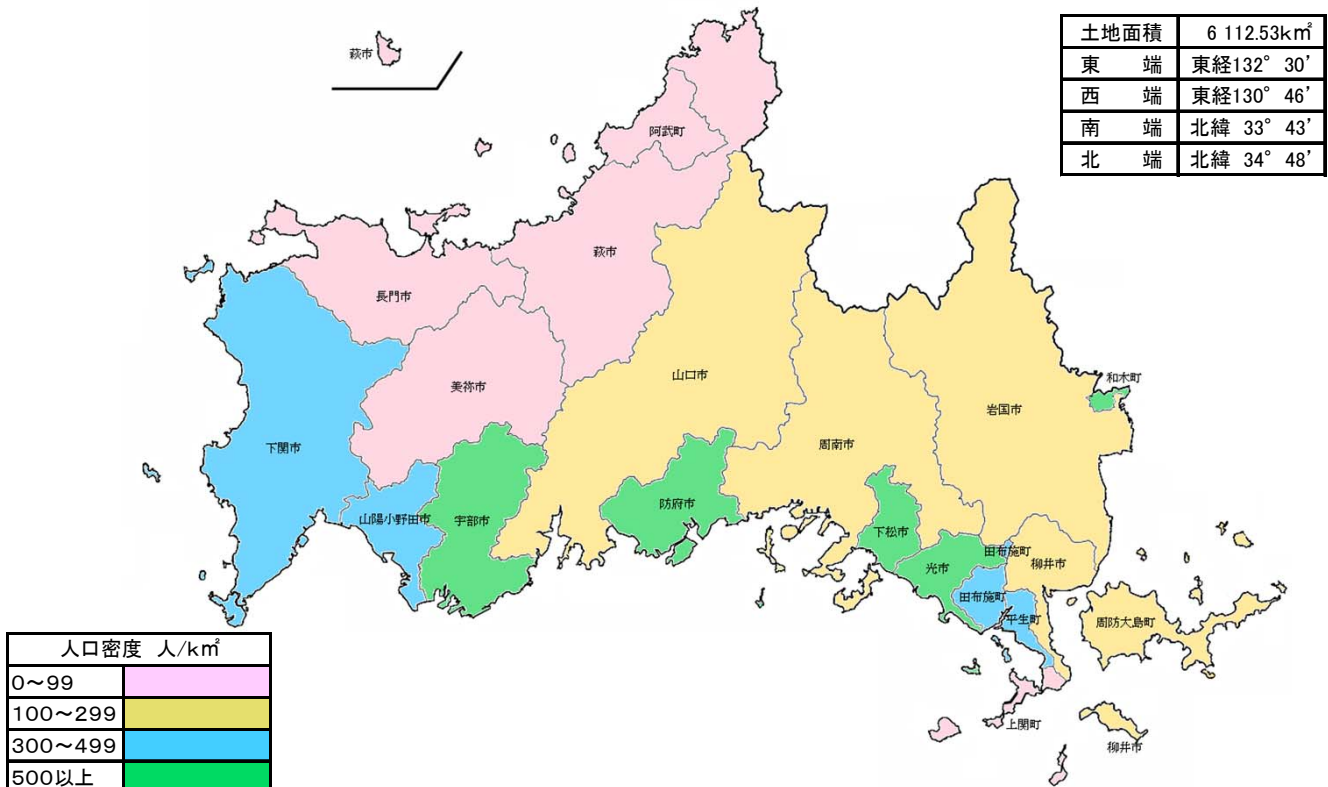 土地面積 6 112.53k㎡
東　　端 東経132° 30’
西　　端 東経130° 46’
南　　端 北緯 33° 43’
北　　端 北緯 34° 48’
萩市
阿武町
萩市
長門市
美祢市
山口市
和木町
岩国市
下関市
周南市
防府市
山陽小野田市
宇部市
下松市
田布施町
柳井市
光市
田布施町
平生町
周防大島町
上関町
柳井市
人口密度　人/k㎡
0～99
100～299
300～499
500以上